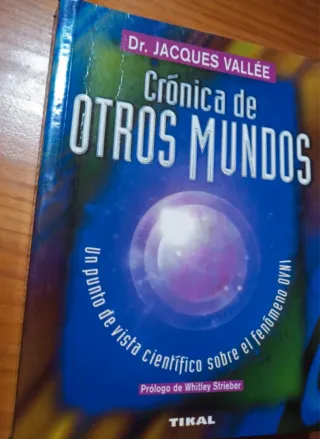 Dr. JACQUES VALLÉE
Crónica de
OTROS MUNDOS
Un punto de vista científico sobre el fenómeno OVNI
Prólogo de Whitley Strieber
TIKAL